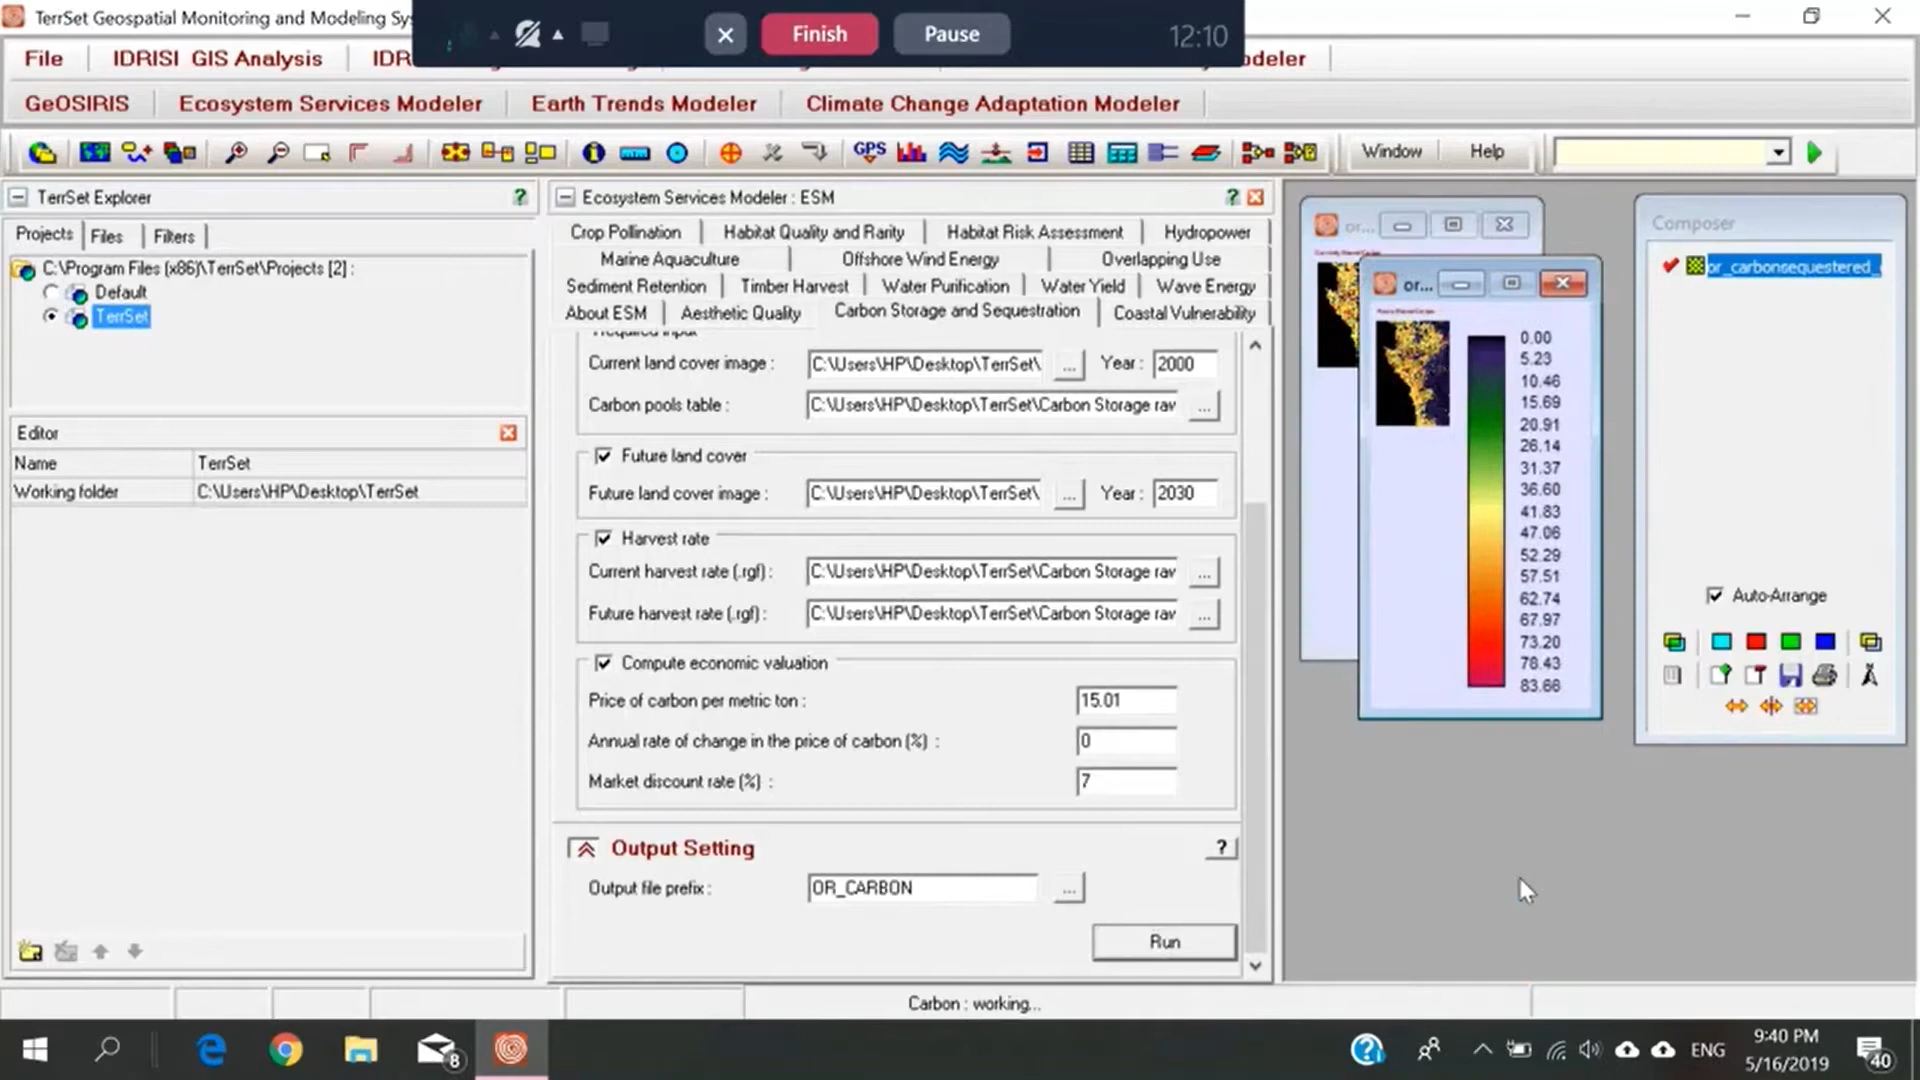 TerrSet Geospatial Monitoring and Modeling Sys
Finish
Pause
12:10
File
IDRISI GIS Analysis
IDR
odeler
GeOSIRIS
Ecosystem Services Modeler
Earth Trends Modeler
Climate Change Adaptation Modeler
GPS
Window
Help
TerrSet Explorer
?
Projects
Files
Filters
C:\Program Files (x86)\TerrSet\Projects [2] :
Default
TerrSet
Editor
Name
TerrSet
Working folder
C:\Users\HP\Desktop\TerrSet
Ecosystem Services Modeler : ESM
?
Crop Pollination
Habitat Quality and Rarity
Habitat Risk Assessment
Hydropower
Marine Aquaculture
Offshore Wind Energy
Overlapping Use
Sediment Retention
Timber Harvest
Water Purification
Water Yield
Wave Energy
About ESM
Aesthetic Quality
Carbon Storage and Sequestration
Coastal Vulnerability
Required input
Current land cover image :
C:\Users\HP\Desktop\TerrSet\
...
Year :
2000
Carbon pools table :
C:\Users\HP\Desktop\TerrSet\Carbon Storage rav
...
Future land cover
Future land cover image :
C:\Users\HP\Desktop\TerrSet\
...
Year :
2030
Harvest rate
Current harvest rate (.rgf) :
C:\Users\HP\Desktop\TerrSet\Carbon Storage rav
...
Future harvest rate (.rgf) :
C:\Users\HP\Desktop\TerrSet\Carbon Storage rav
...
Compute economic valuation
Price of carbon per metric ton :
15.01
Annual rate of change in the price of carbon (%) :
0
Market discount rate (%) :
7
Output Setting
?
Output file prefix :
OR_CARBON
...
Run
or...
or...
0.00
5.23
10.46
15.69
20.91
26.14
31.37
36.60
41.83
47.06
52.29
57.51
62.74
67.97
73.20
78.43
83.66
Composer
or_carbonsequestered_
Auto-Arrange
Carbon : working...
8
ENG
9:40 PM
5/16/2019
40